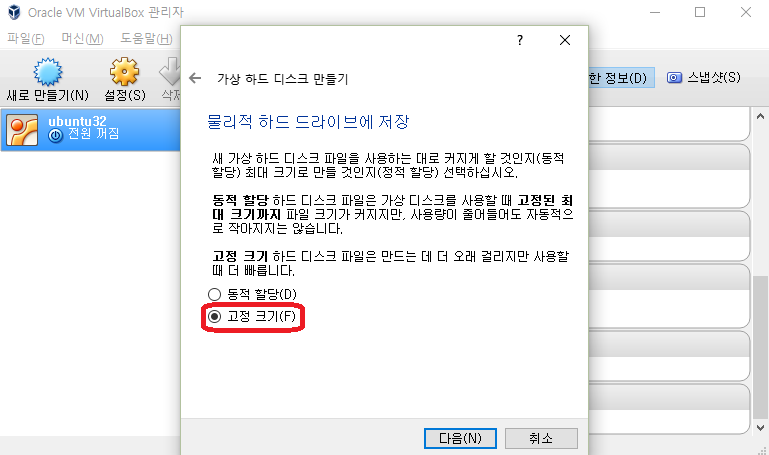 Oracle VM VirtualBox 관리자
파일(F) 머신(M) 도움말(H)
새로 만들기(N) 설정(S) 삭제
한 정보(D) 스냅샷(S)
ubuntu32
전원 꺼짐
?
가상 하드 디스크 만들기
물리적 하드 드라이브에 저장
새 가상 하드 디스크 파일을 사용하는 대로 커지게 할 것인지(동적
할당) 최대 크기로 만들 것인지(정적 할당) 선택하십시오.
동적 할당 하드 디스크 파일은 가상 디스크를 사용할 때 고정된 최
대 크기까지 파일 크기가 커지지만, 사용량이 줄어들어도 자동적으
로 작아지지는 않습니다.
고정 크기 하드 디스크 파일은 만드는 데 더 오래 걸리지만 사용할
때 더 빠릅니다.
동적 할당(D)
고정 크기(F)
다음(N) 취소